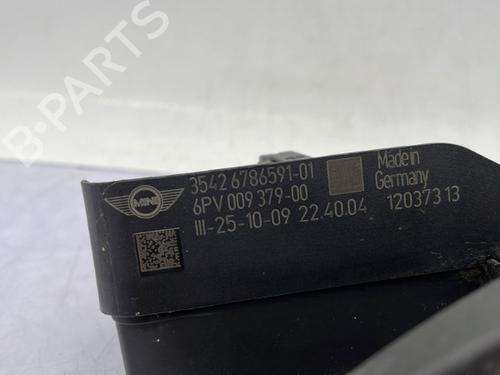 B-PARTS
MINI
3542 6786591-01
6PV 009 379-00
III-25-10-09 22.40.04
Made in
Germany
12037313